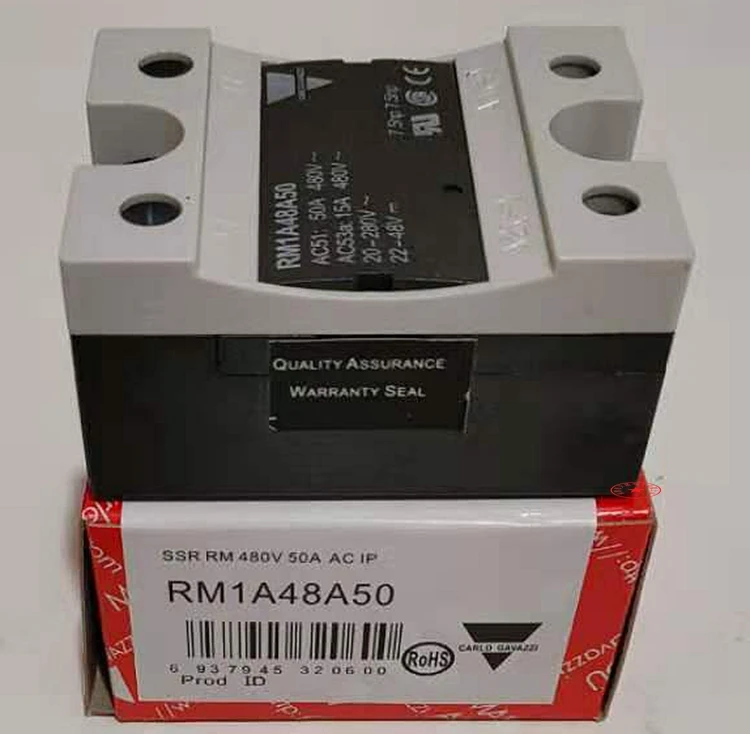 RM1A48A50
AC51: 50A 480V~
AC53a: 15A 480V~
20-280V~
22-48V
CE
QUALITY ASSURANCE
WARRANTY SEAL
SSR RM 480V 50A AC IP
RM1A48A50
6 937945 320600
Prod ID
RoHS
CARLO GAVAZZI